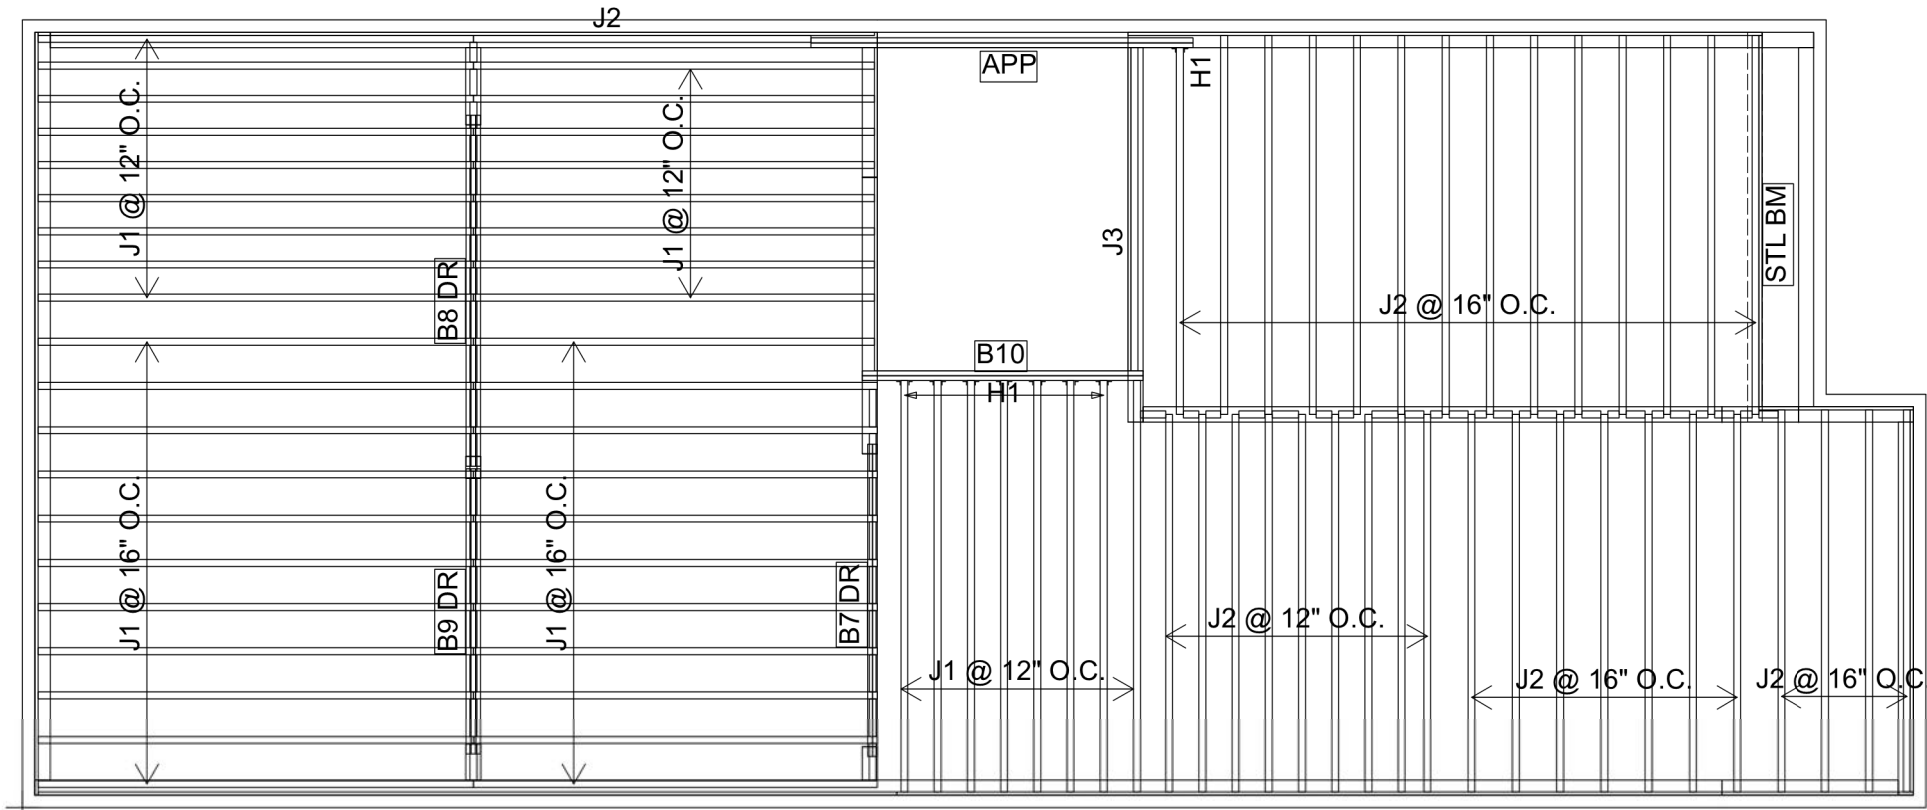 J2
APP
H1
J1 @ 12" O.C.
J1 @ 12" O.C.
J3
STL BM
B8 DR
J2 @ 16" O.C.
B10
H1
J1 @ 16" O.C.
B9 DR
J1 @ 16" O.C.
B7 DR
J2 @ 12" O.C.
J1 @ 12" O.C.
J2 @ 16" O.C.
J2 @ 16" O.C